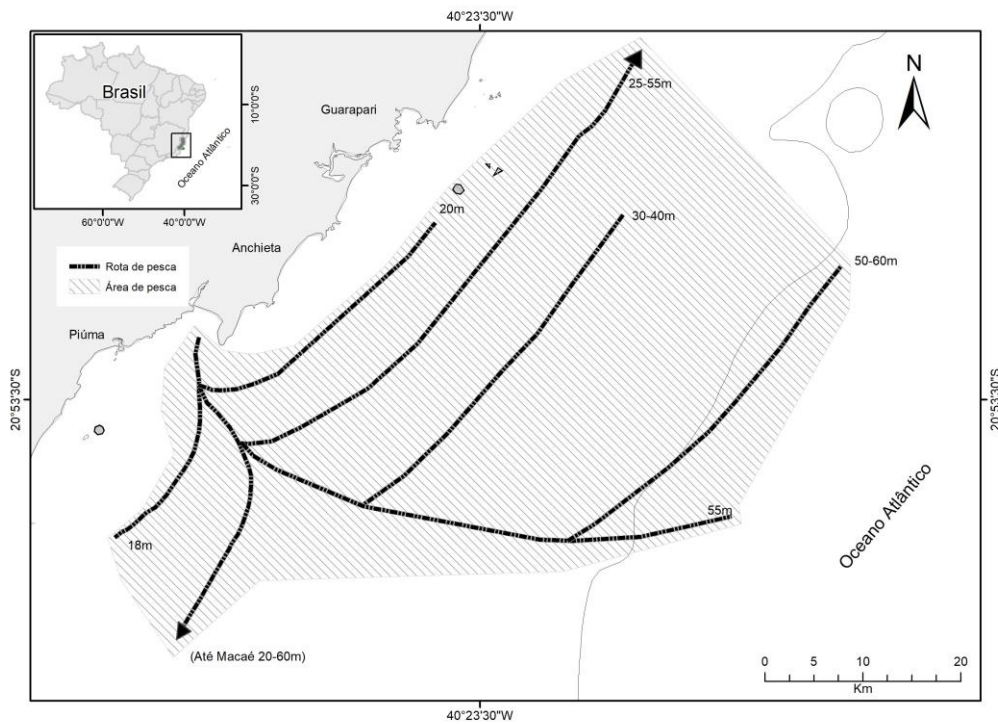 40°23'30"W
Brasil
10°0'0"S
30°0'0"S
Oceano Atlântico
60°0'0"W
40°0'0"W
N
25-55m
Guarapari
20m
30-40m
Anchieta
50-60m
Rota de pesca
Área de pesca
Piúma
20°53'30"S
20°53'30"S
55m
18m
Oceano Atlântico
(Até Macaé 20-60m)
0 5 10 15 20
Km
40°23'30"W